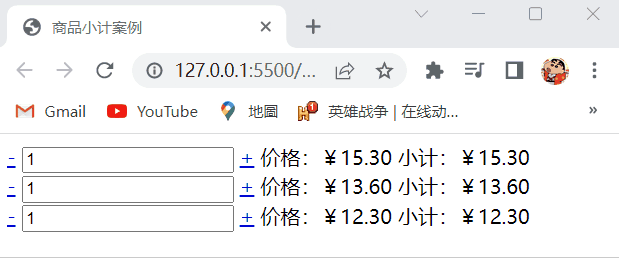 商品小计案例
127.0.0.1:5500/...
Gmail YouTube 地圖 英雄战争 | 在线动... »
- 1 + 价格：￥15.30 小计：￥15.30
- 1 + 价格：￥13.60 小计：￥13.60
- 1 + 价格：￥12.30 小计：￥12.30